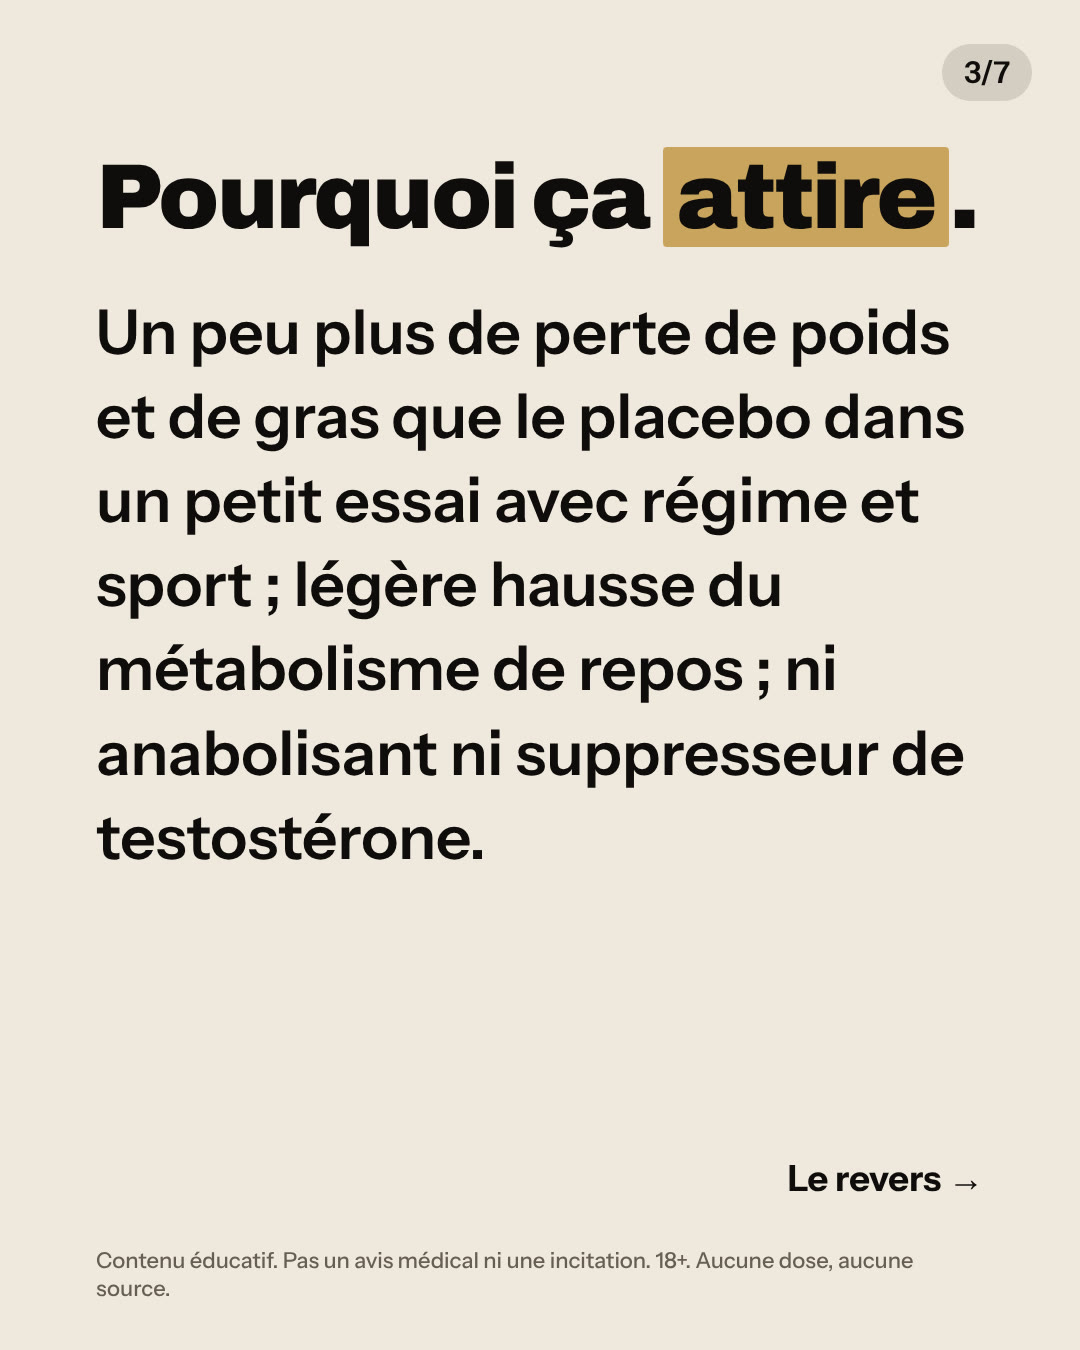 3/7
Pourquoi ça attire.
Un peu plus de perte de poids
et de gras que le placebo dans
un petit essai avec régime et
sport ; légère hausse du
métabolisme de repos ; ni
anabolisant ni suppresseur de
testostérone.
Le revers →
Contenu éducatif. Pas un avis médical ni une incitation. 18+. Aucune dose, aucune
source.